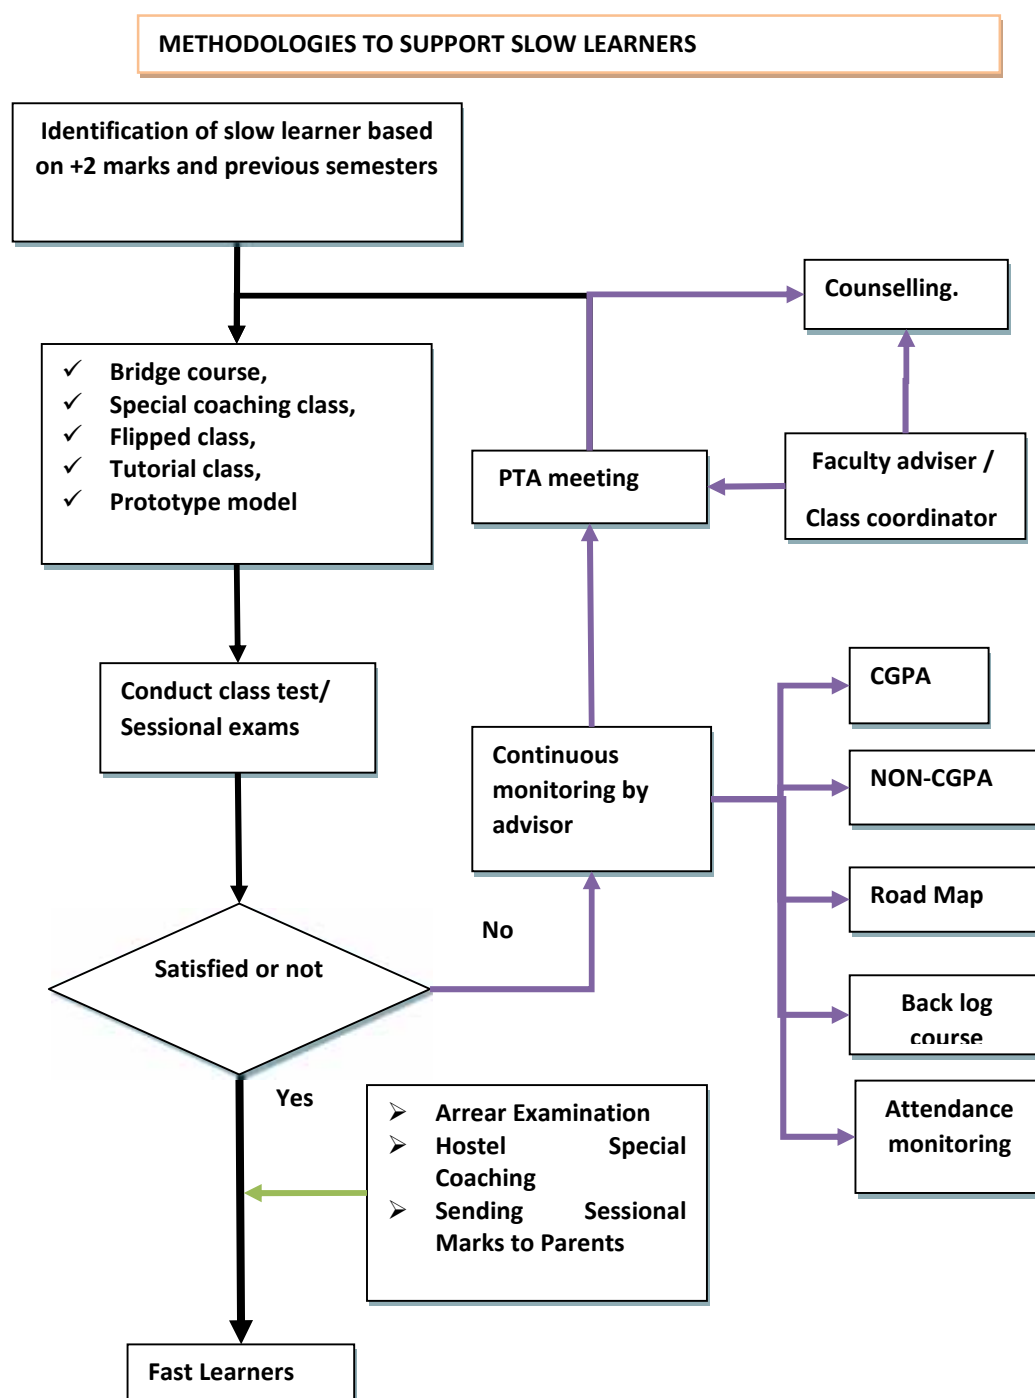 METHODOLOGIES TO SUPPORT SLOW LEARNERS
Identification of slow learner based
on +2 marks and previous semesters
Counselling.
Bridge course,
Special coaching class,
Flipped class,
Tutorial class,
Prototype model
PTA meeting
Faculty adviser /
Class coordinator
Conduct class test/
Sessional exams
Continuous
monitoring by
advisor
CGPA
NON-CGPA
Road Map
Back log
course
Attendance
monitoring
Satisfied or not
No
Yes
Arrear Examination
Hostel Special
Coaching
Sending Sessional
Marks to Parents
Fast Learners